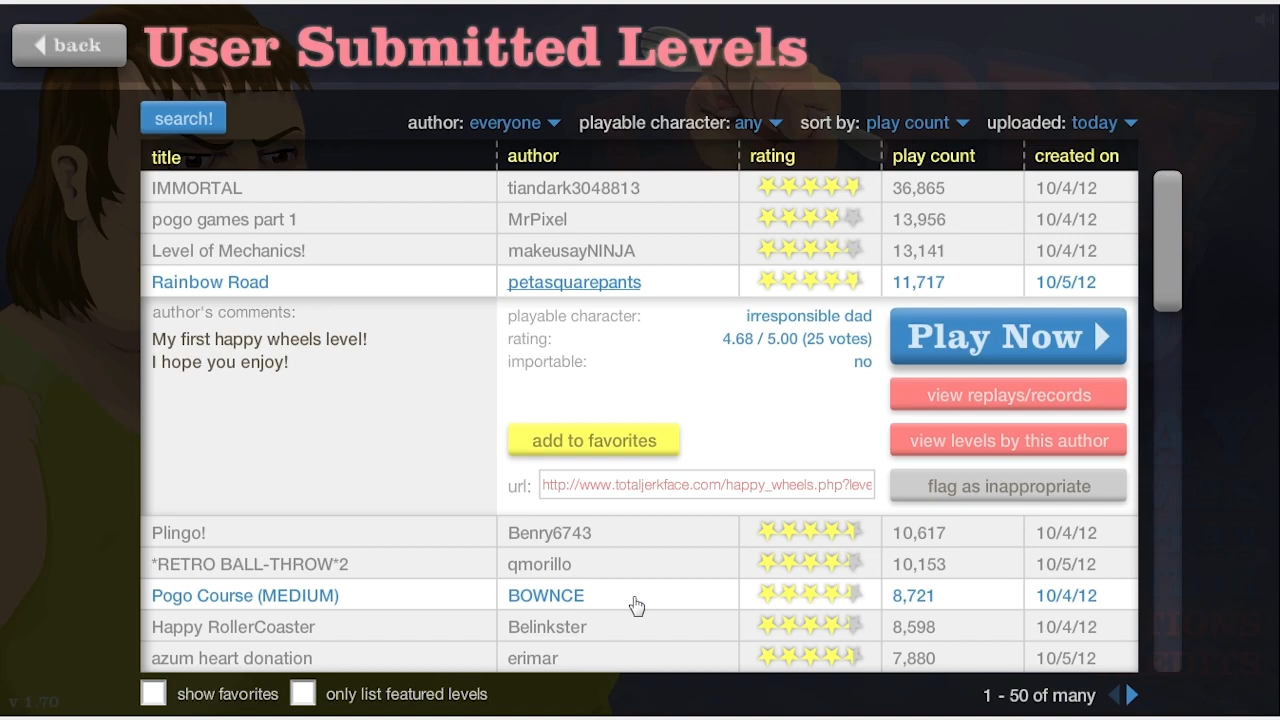 back
User Submitted Levels
search!
author: everyone playable character: any sort by: play count uploaded: today
title author rating play count created on
IMMORTAL tiandark3048813 36,865 10/4/12
pogo games part 1 MrPixel 13,956 10/4/12
Level of Mechanics! makeusayNINJA 13,141 10/4/12
Rainbow Road petasquarepants 11,717 10/5/12
author's comments:
My first happy wheels level!
I hope you enjoy!
playable character: irresponsible dad
rating: 4.68 / 5.00 (25 votes)
importable: no
add to favorites
url: http://www.totaljerkface.com/happy_wheels.php?leve
Play Now
view replays/records
view levels by this author
flag as inappropriate
Plingo! Benry6743 10,617 10/4/12
*RETRO BALL-THROW*2 qmorillo 10,153 10/5/12
Pogo Course (MEDIUM) BOWNCE 8,721 10/4/12
Happy RollerCoaster Belinkster 8,598 10/4/12
azum heart donation erimar 7,880 10/5/12
show favorites only list featured levels 1 - 50 of many
v 1.70